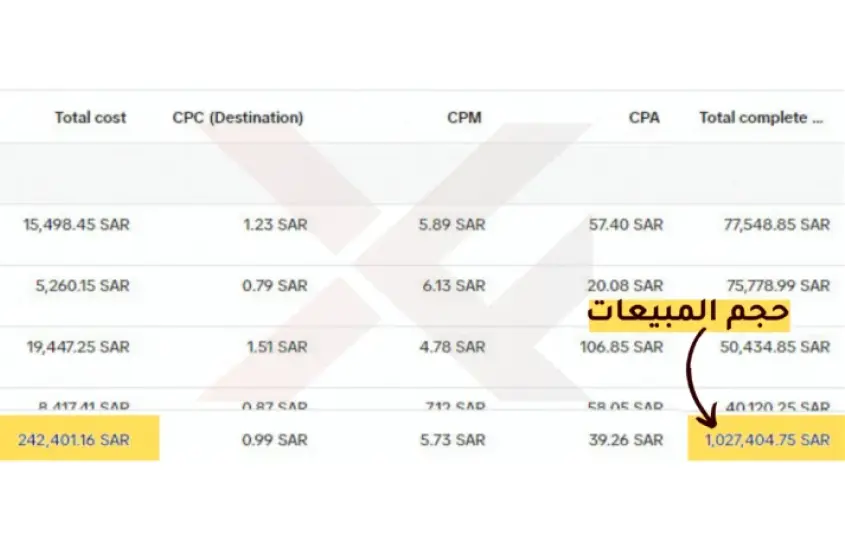 Total cost CPC (Destination) CPM CPA Total complete ...
15,498.45 SAR 1.23 SAR 5.89 SAR 57.40 SAR 77,548.85 SAR
5,260.15 SAR 0.79 SAR 6.13 SAR 20.08 SAR 75,778.99 SAR
حجم المبيعات
19,447.25 SAR 1.51 SAR 4.78 SAR 106.85 SAR 50,434.85 SAR
8,417.41 SAR 0.87 SAR 7.12 SAR 58.05 SAR 40,120.25 SAR
242,401.16 SAR 0.99 SAR 5.73 SAR 39.26 SAR 1,027,404.75 SAR